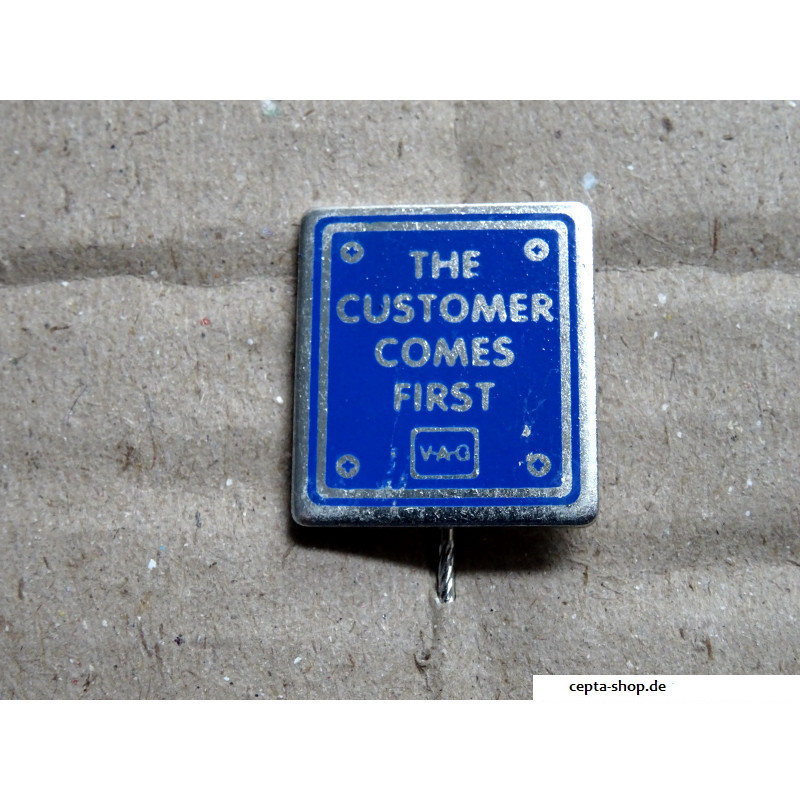 THE
CUSTOMER
COMES
FIRST
V·A·G
cepta-shop.de